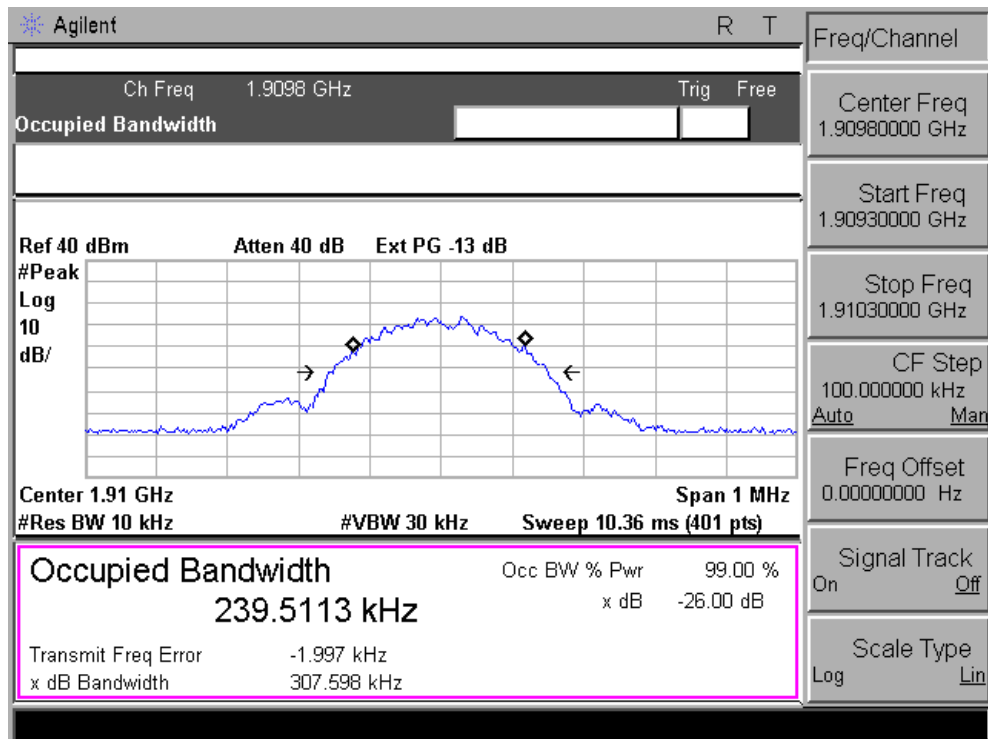 Agilent R T
Ch Freq 1.9098 GHz Trig Free
Occupied Bandwidth
Ref 40 dBm Atten 40 dB Ext PG -13 dB
#Peak
Log
10
dB/
Center 1.91 GHz Span 1 MHz
#Res BW 10 kHz #VBW 30 kHz Sweep 10.36 ms (401 pts)
Occupied Bandwidth
239.5113 kHz
Occ BW % Pwr 99.00 %
x dB -26.00 dB
Transmit Freq Error -1.997 kHz
x dB Bandwidth 307.598 kHz
Freq/Channel
Center Freq
1.90980000 GHz
Start Freq
1.90930000 GHz
Stop Freq
1.91030000 GHz
CF Step
100.000000 kHz
Auto Man
Freq Offset
0.00000000 Hz
Signal Track
On Off
Scale Type
Log Lin